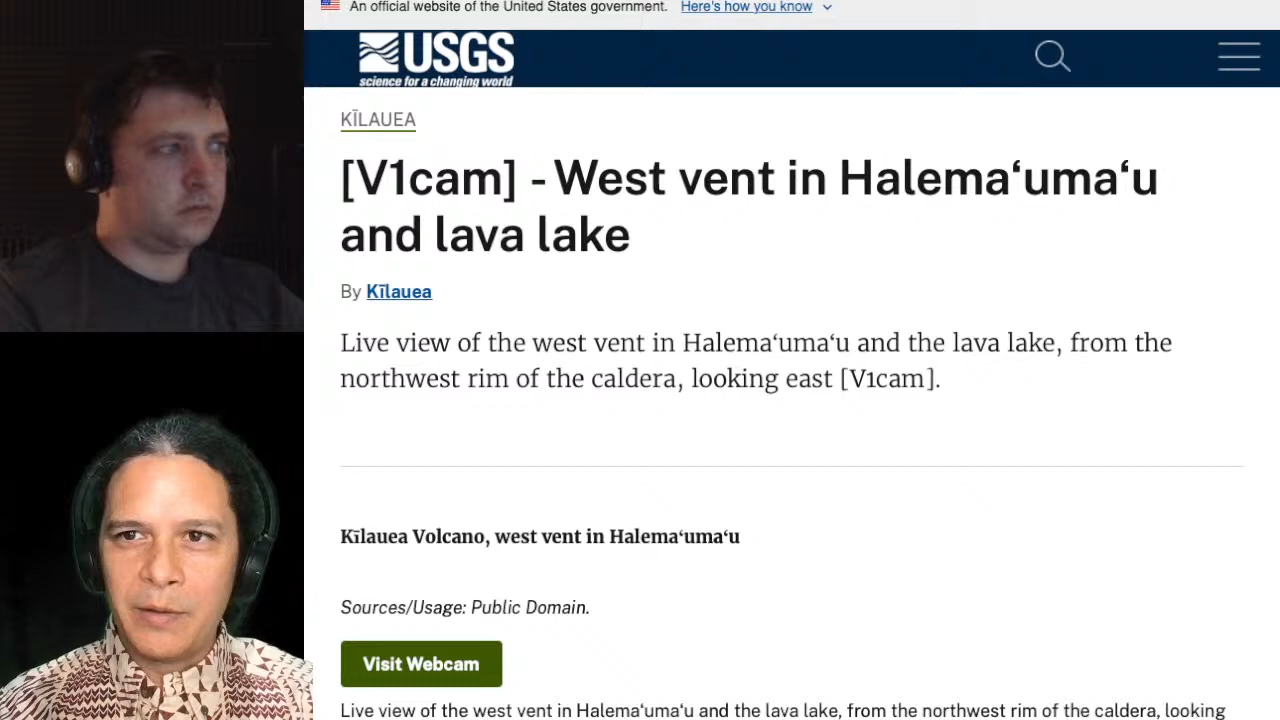 An official website of the United States government. Here's how you know
USGS
science for a changing world
KĪLAUEA
[V1cam] - West vent in Halemaʻumaʻu
and lava lake
By Kīlauea
Live view of the west vent in Halemaʻumaʻu and the lava lake, from the
northwest rim of the caldera, looking east [V1cam].
Kīlauea Volcano, west vent in Halemaʻumaʻu
Sources/Usage: Public Domain.
Visit Webcam
Live view of the west vent in Halemaʻumaʻu and the lava lake, from the northwest rim of the caldera, looking